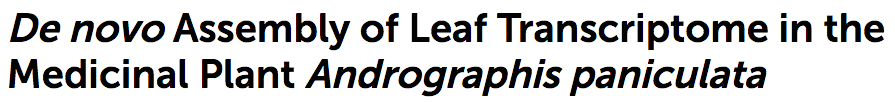 De novo Assembly of Leaf Transcriptome in the
Medicinal Plant Andrographis paniculata